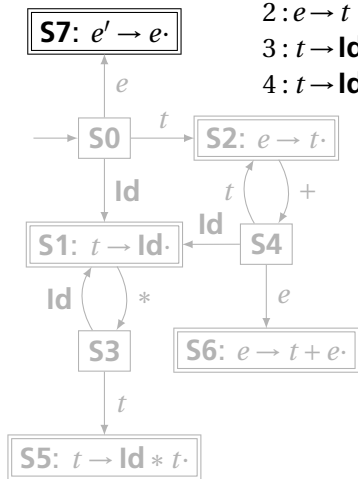 2 : e → t
S7: e′ → e·
3 : t → Id
4 : t → Id
e
t
S0
S2: e → t·
Id
t
+
Id
S1: t → Id·
S4
Id
*
e
S3
S6: e → t + e·
t
S5: t → Id * t·